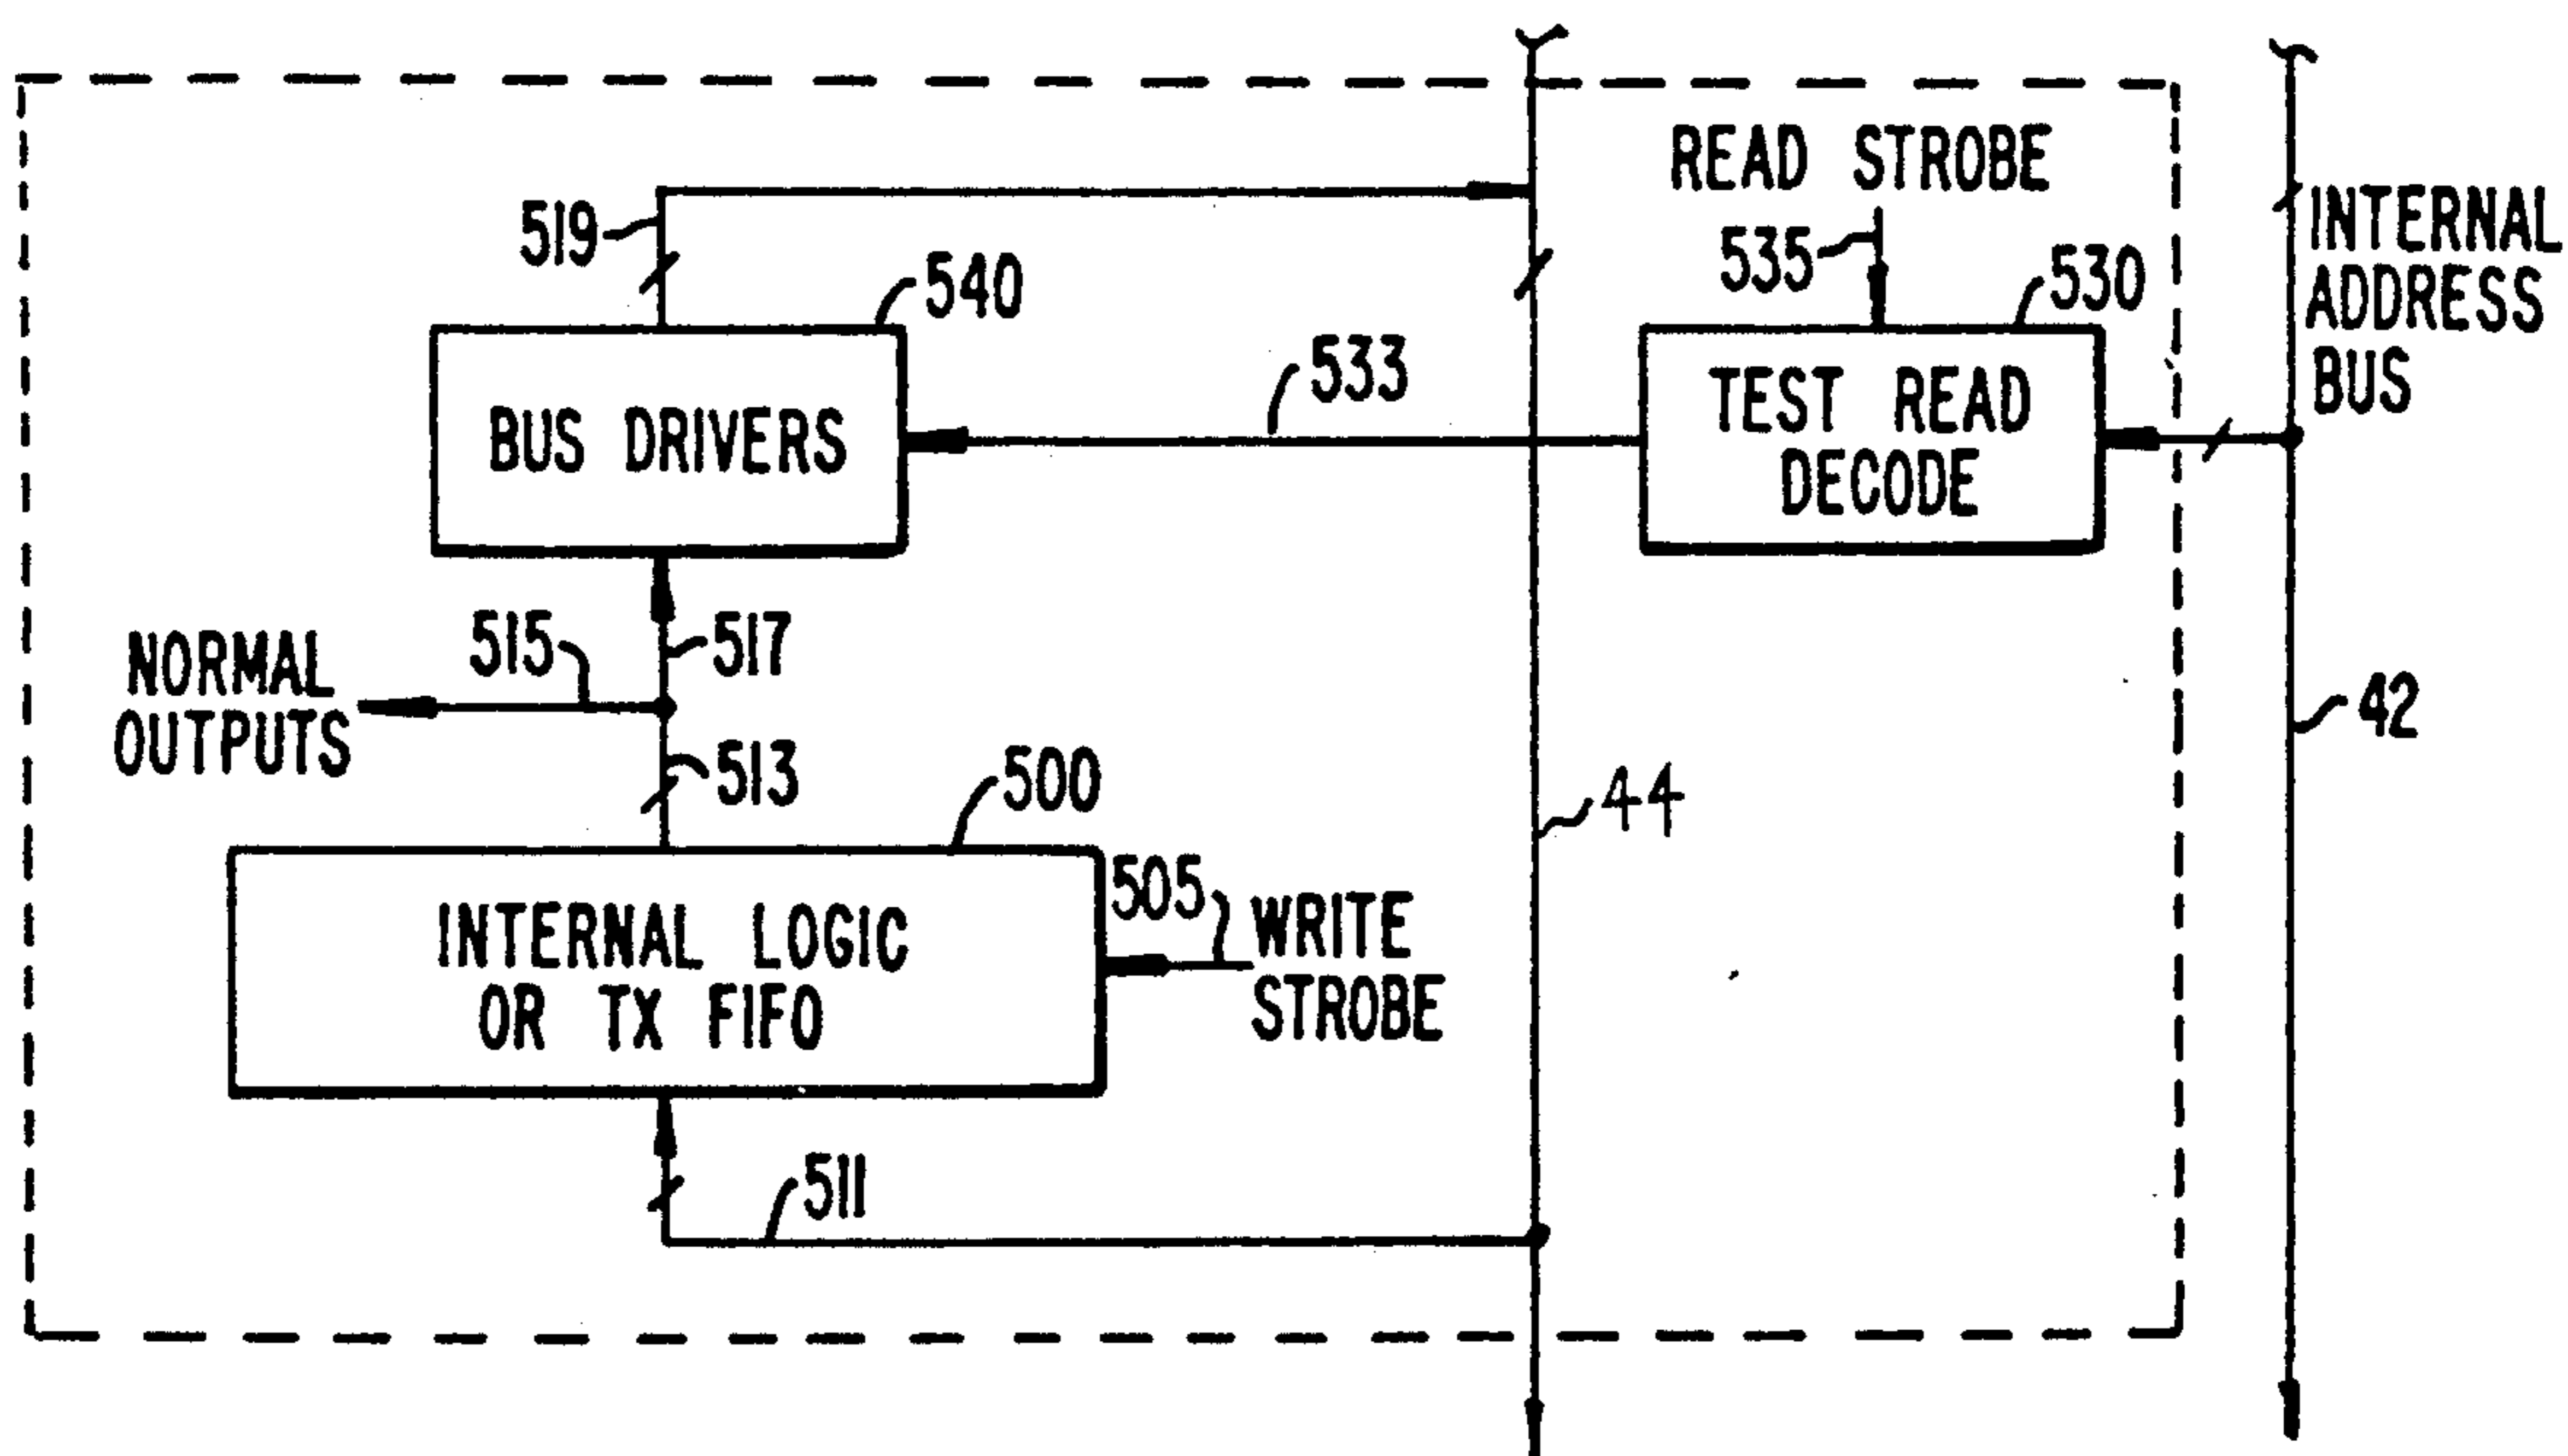 READ STROBE
519
535
540
530
INTERNAL
ADDRESS
BUS
533
BUS DRIVERS
TEST READ
DECODE
515
517
NORMAL
OUTPUTS
42
513
500
44
505
WRITE
STROBE
INTERNAL LOGIC
OR TX FIFO
511